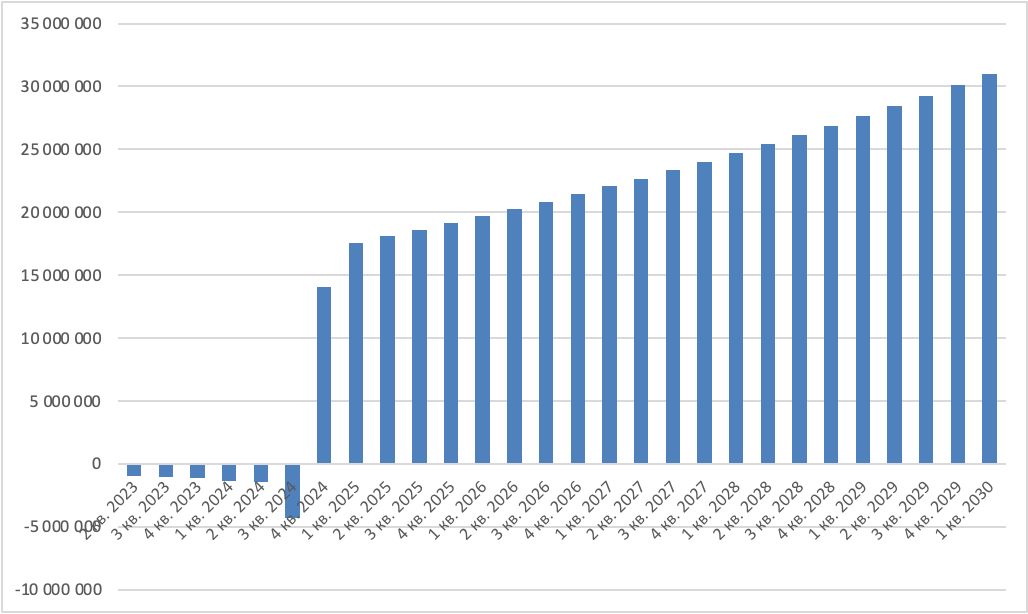 35 000 000
30 000 000
25 000 000
20 000 000
15 000 000
10 000 000
5 000 000
0
-5 000 000
-10 000 000
2 кв. 2023
3 кв. 2023
4 кв. 2023
1 кв. 2024
2 кв. 2024
3 кв. 2024
4 кв. 2024
1 кв. 2025
2 кв. 2025
3 кв. 2025
4 кв. 2025
1 кв. 2026
2 кв. 2026
3 кв. 2026
4 кв. 2026
1 кв. 2027
2 кв. 2027
3 кв. 2027
4 кв. 2027
1 кв. 2028
2 кв. 2028
3 кв. 2028
4 кв. 2028
1 кв. 2029
2 кв. 2029
3 кв. 2029
4 кв. 2029
1 кв. 2030